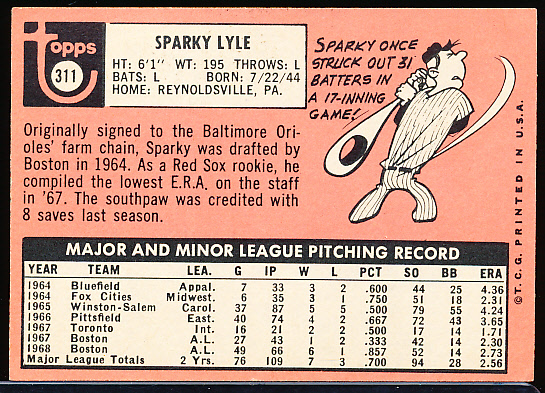 topps
311
SPARKY LYLE
HT: 6'1" WT: 195 THROWS: L
BATS: L BORN: 7/22/44
HOME: REYNOLDSVILLE, PA.
SPARKY ONCE
STRUCK OUT 31
BATTERS IN
A 17-INNING
GAME!
Originally signed to the Baltimore Ori-
oles' farm chain, Sparky was drafted by
Boston in 1964. As a Red Sox rookie, he
compiled the lowest E.R.A. on the staff
in '67. The southpaw was credited with
8 saves last season.
©T.C.G. PRINTED IN U.S.A.
MAJOR AND MINOR LEAGUE PITCHING RECORD
YEAR TEAM LEA. G IP W L PCT SO BB ERA
1964 Bluefield Appal. 7 33 3 2 .600 44 25 4.36
1964 Fox Cities Midwest. 6 35 3 1 .750 51 18 2.31
1965 Winston-Salem Carol. 37 87 5 5 .500 79 55 4.24
1966 Pittsfield East. 40 74 4 2 .667 72 43 3.65
1967 Toronto Int. 16 21 2 2 .500 17 14 1.71
1967 Boston A.L. 27 43 1 2 .333 42 14 2.30
1968 Boston A.L. 49 66 6 1 .857 52 14 2.73
Major League Totals 2 Yrs. 76 109 7 3 .700 94 28 2.56